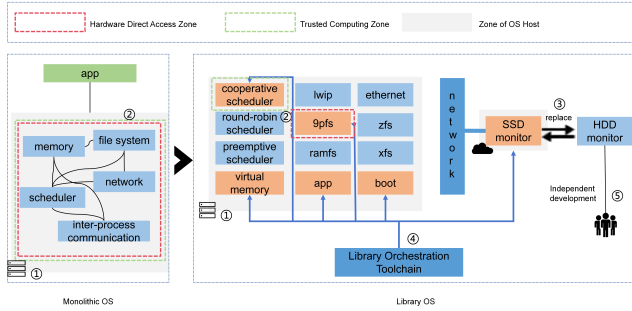 Hardware Direct Access Zone
Trusted Computing Zone
Zone of OS Host
app
②
memory
file system
network
scheduler
inter-process
communication
①
Monolithic OS
cooperative
scheduler
lwip
ethernet
round-robin
scheduler
②
9pfs
zfs
preemptive
scheduler
ramfs
xfs
virtual
memory
app
boot
①
network
SSD
monitor
③
replace
HDD
monitor
Independent
development
⑤
④
Library Orchestration
Toolchain
Library OS